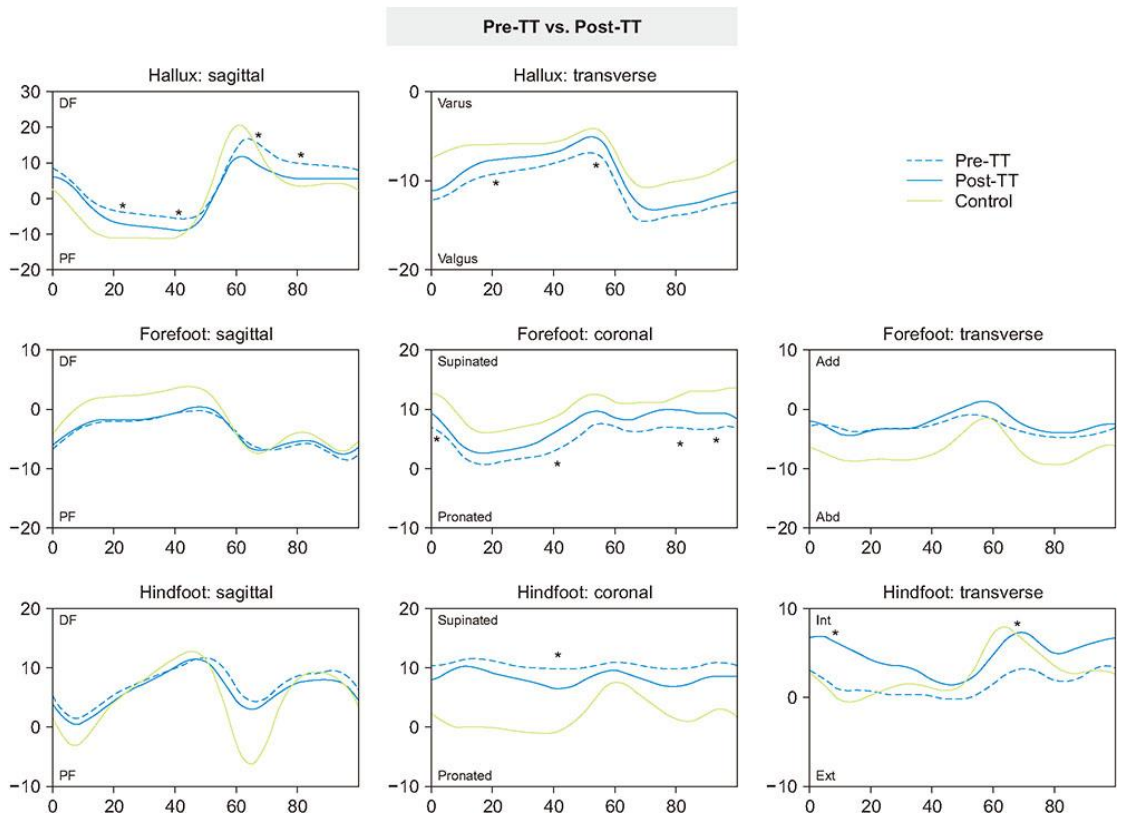 Pre-TT vs. Post-TT
Hallux: sagittal
30
20
10
0
−10
−20
DF
PF
*
*
*
*
0 20 40 60 80
Hallux: transverse
0
−10
−20
Varus
Valgus
*
*
0 20 40 60 80
Pre-TT
Post-TT
Control
Forefoot: sagittal
10
0
−10
−20
DF
PF
0 20 40 60 80
Forefoot: coronal
20
10
0
−10
Supinated
Pronated
*
*
*
*
0 20 40 60 80
Forefoot: transverse
10
0
−10
−20
Add
Abd
0 20 40 60 80
Hindfoot: sagittal
20
10
0
−10
DF
PF
0 20 40 60 80
Hindfoot: coronal
20
10
0
−10
Supinated
Pronated
*
0 20 40 60 80
Hindfoot: transverse
10
0
−10
Int
Ext
*
*
0 20 40 60 80